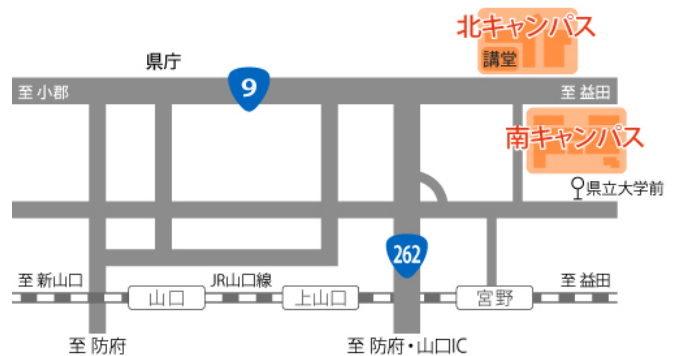 北キャンパス
講堂
県庁
9
至 小郡
至 益田
南キャンパス
県立大学前
262
至 新山口
JR山口線
至 益田
山口
上山口
宮野
至 防府
至 防府・山口IC